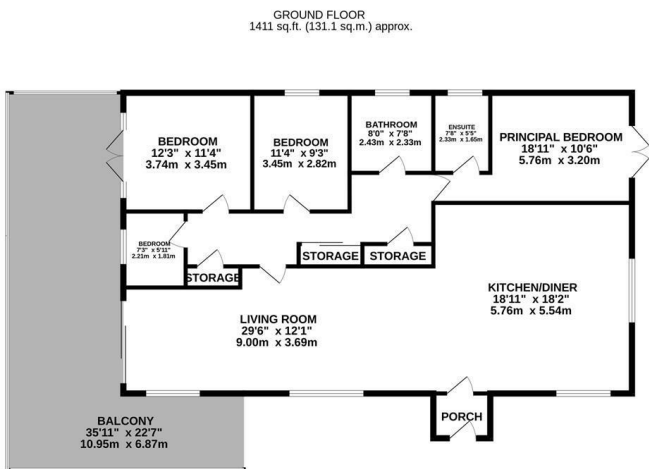 GROUND FLOOR
1411 sq.ft. (131.1 sq.m.) approx.
BEDROOM
12'3" x 11'4"
3.74m x 3.45m
BEDROOM
11'4" x 9'3"
3.45m x 2.82m
BATHROOM
8'0" x 7'8"
2.43m x 2.33m
ENSUITE
7'8" x 5'5"
2.33m x 1.65m
PRINCIPAL BEDROOM
18'11" x 10'6"
5.76m x 3.20m
BEDROOM
7'3" x 5'11"
2.21m x 1.81m
STORAGE
STORAGE
STORAGE
KITCHEN/DINER
18'11" x 18'2"
5.76m x 5.54m
LIVING ROOM
29'6" x 12'1"
9.00m x 3.69m
PORCH
BALCONY
35'11" x 22'7"
10.95m x 6.87m